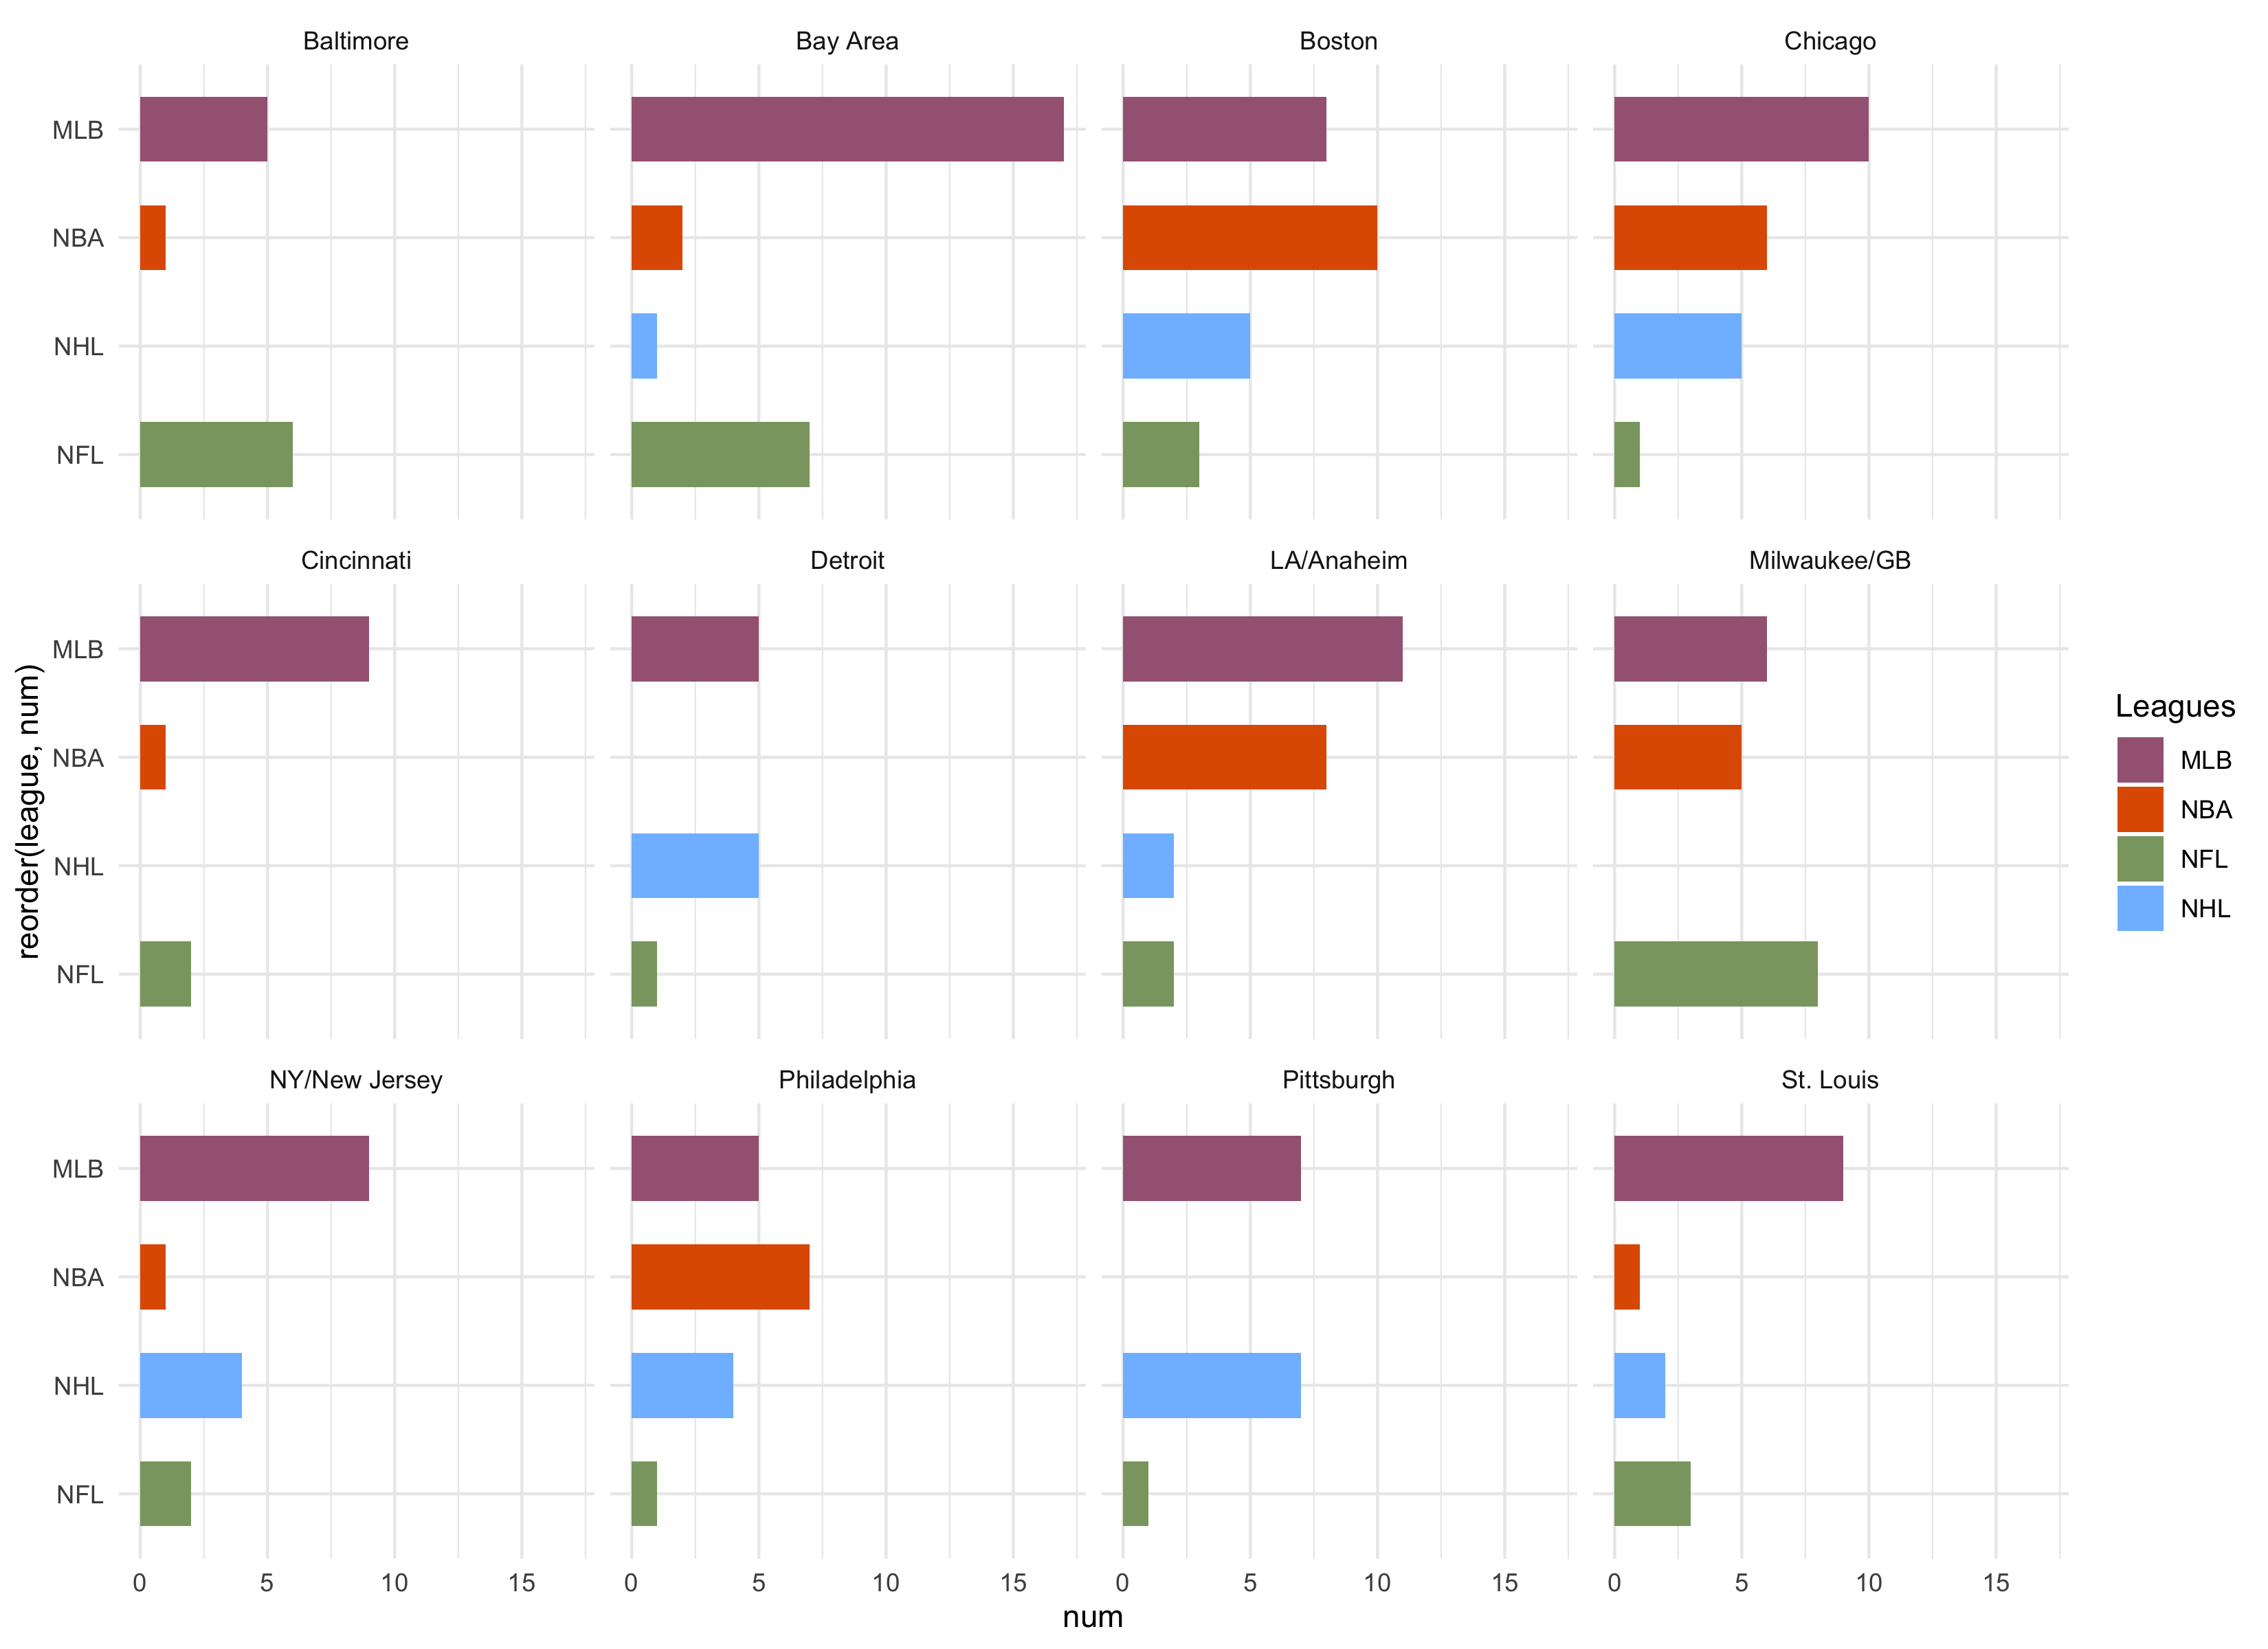 Baltimore
Bay Area
Boston
Chicago
MLB
NBA
NHL
NFL
Cincinnati
Detroit
LA/Anaheim
Milwaukee/GB
MLB
NBA
NHL
NFL
NY/New Jersey
Philadelphia
Pittsburgh
St. Louis
MLB
NBA
NHL
NFL
0 5 10 15
0 5 10 15
0 5 10 15
0 5 10 15
num
reorder(league, num)
Leagues
MLB
NBA
NFL
NHL